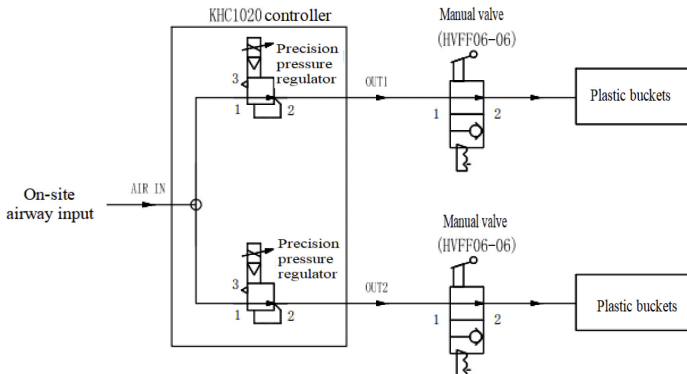 KHC1020 controller
Manual valve
(HVFF06-06)
Precision
pressure
regulator
3
1
2
OUT1
1
2
Plastic buckets
On-site
airway input
AIR IN
Manual valve
(HVFF06-06)
Precision
pressure
regulator
3
1
2
OUT2
1
2
Plastic buckets